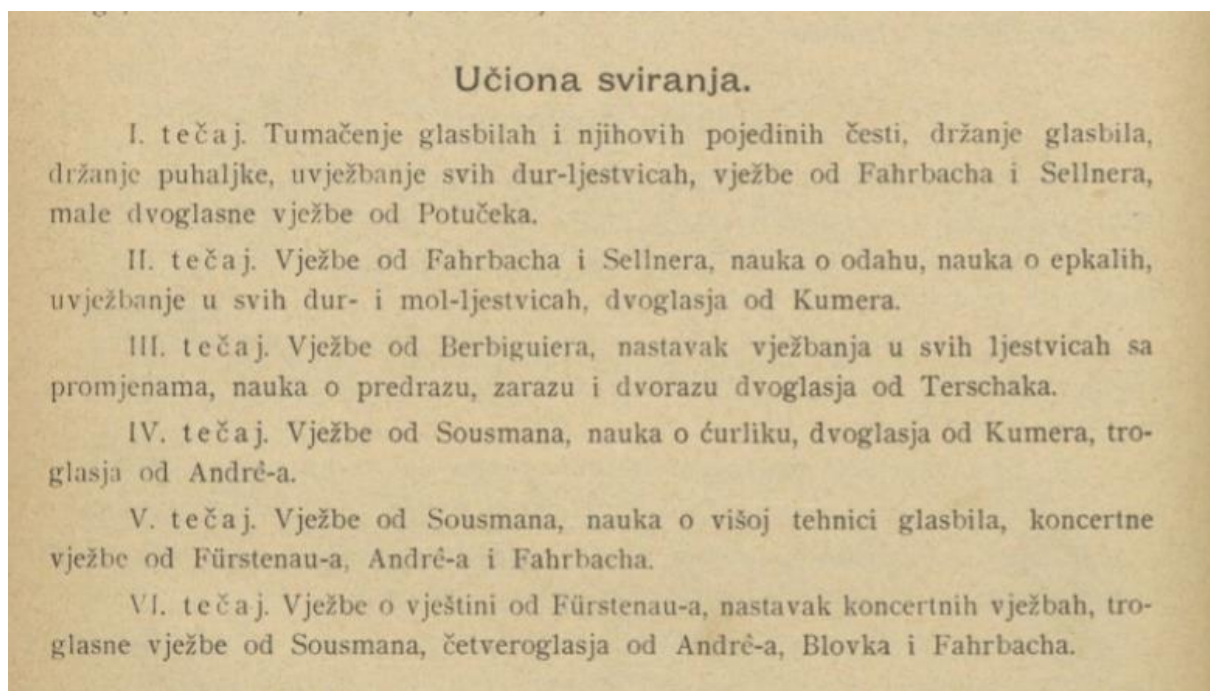 Učiona sviranja.
I. tečaj. Tumačenje glasbilah i njihovih pojedinih česti, držanje glasbila,
držanje puhaljke, uvježbanje svih dur-ljestvicah, vježbe od Fahrbacha i Sellnera,
male dvoglasne vježbe od Potučeka.
II. tečaj. Vježbe od Fahrbacha i Sellnera, nauka o odahu, nauka o epkalih,
uvježbanje u svih dur- i mol-ljestvicah, dvoglasja od Kumera.
III. tečaj. Vježbe od Berbiguiera, nastavak vježbanja u svih ljestvicah sa
promjenama, nauka o predrazu, zarazu i dvorazu dvoglasja od Terschaka.
IV. tečaj. Vježbe od Sousmana, nauka o ćurliku, dvoglasja od Kumera, tro-
glasja od Andrê-a.
V. tečaj. Vježbe od Sousmana, nauka o višoj tehnici glasbila, koncertne
vježbe od Fürstenau-a, Andrê-a i Fahrbacha.
VI. tečaj. Vježbe o vještini od Fürstenau-a, nastavak koncertnih vježbah, tro-
glasne vježbe od Sousmana, četveroglasja od Andrê-a, Blovka i Fahrbacha.